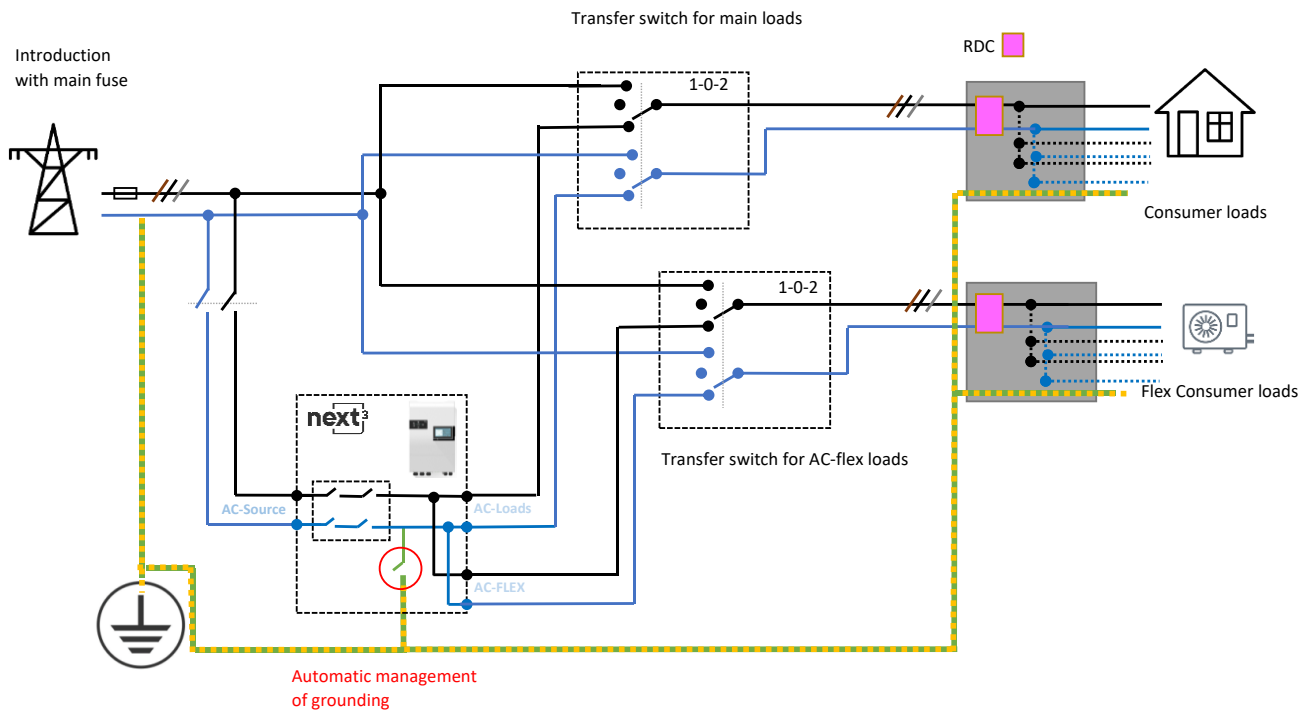 Transfer switch for main loads
Introduction
with main fuse
RDC
1-0-2
Consumer loads
1-0-2
Flex Consumer loads
next3
Transfer switch for AC-flex loads
AC-Source
AC-Loads
AC-FLEX
Automatic management
of grounding